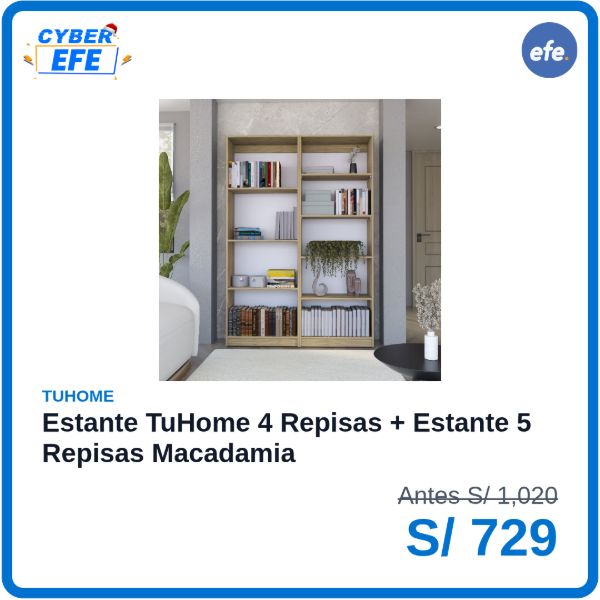 CYBER
EFE
efe.
TUHOME
Estante TuHome 4 Repisas + Estante 5
Repisas Macadamia
Antes S/ 1,020
S/ 729